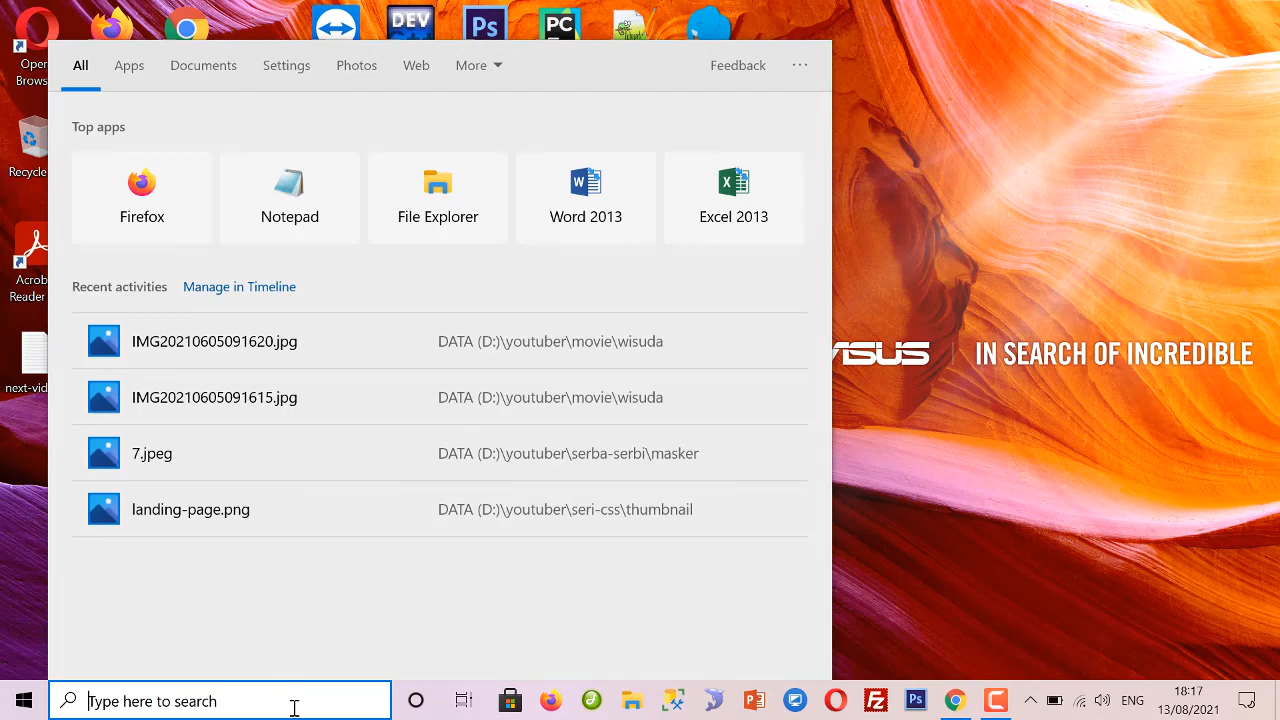 Oper
Brows
Recycle
Acrob
Reader
next-vid
DEV
Ps
PC
All
Apps
Documents
Settings
Photos
Web
More
Feedback
Top apps
Firefox
Notepad
File Explorer
Word 2013
Excel 2013
Recent activities
Manage in Timeline
IMG20210605091620.jpg
DATA (D:)\youtuber\movie\wisuda
IMG20210605091615.jpg
DATA (D:)\youtuber\movie\wisuda
7.jpeg
DATA (D:)\youtuber\serba-serbi\masker
landing-page.png
DATA (D:)\youtuber\seri-css\thumbnail
IN SEARCH OF INCREDIBLE
Type here to search
Ps
ENG
18:17
13/08/2021